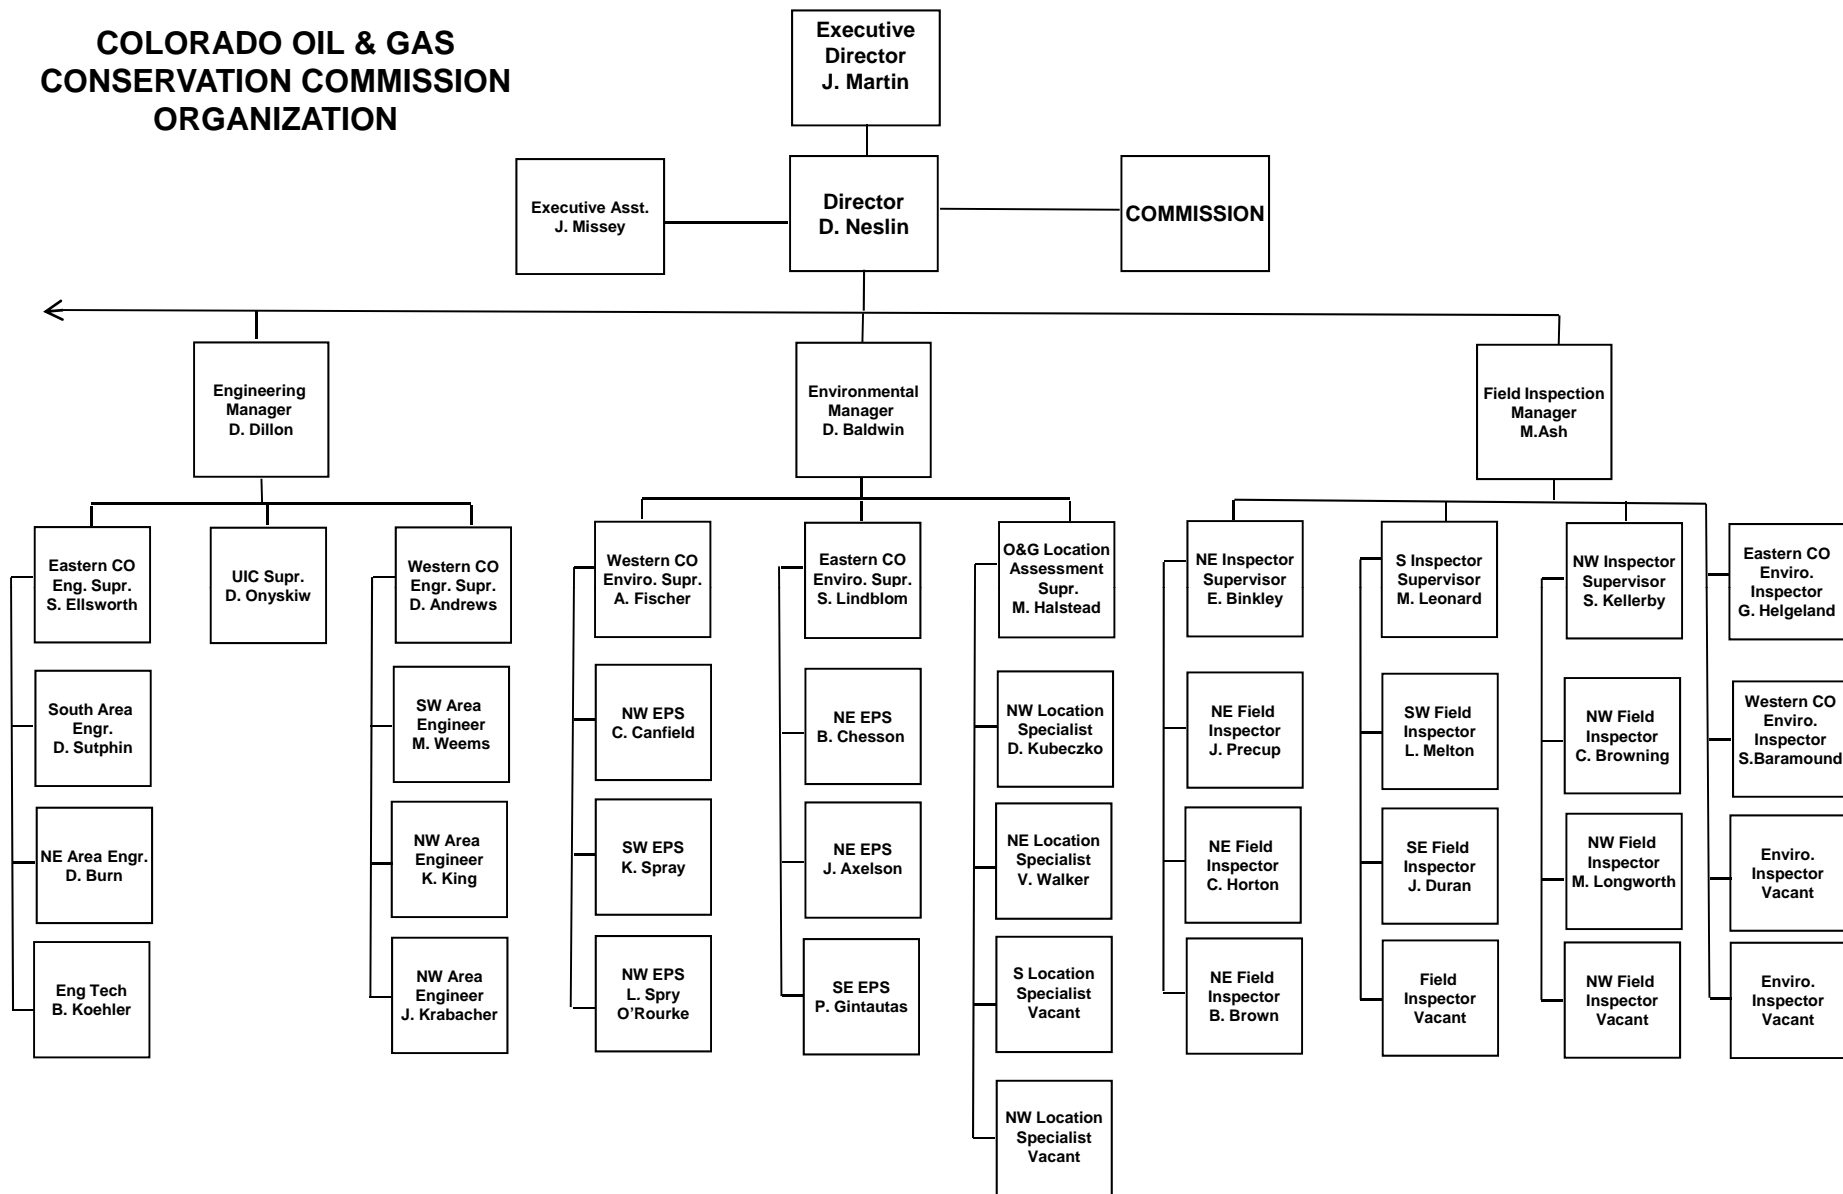 COLORADO OIL & GAS
CONSERVATION COMMISSION
ORGANIZATION
Executive
Director
J. Martin
Executive Asst.
J. Missey
Director
D. Neslin
COMMISSION
Engineering
Manager
D. Dillon
Environmental
Manager
D. Baldwin
Field Inspection
Manager
M.Ash
Eastern CO
Eng. Supr.
S. Ellsworth
UIC Supr.
D. Onyskiw
Western CO
Engr. Supr.
D. Andrews
Western CO
Enviro. Supr.
A. Fischer
Eastern CO
Enviro. Supr.
S. Lindblom
O&G Location
Assessment
Supr.
M. Halstead
NE Inspector
Supervisor
E. Binkley
S Inspector
Supervisor
M. Leonard
NW Inspector
Supervisor
S. Kellerby
Eastern CO
Enviro.
Inspector
G. Helgeland
South Area
Engr.
D. Sutphin
SW Area
Engineer
M. Weems
NW EPS
C. Canfield
NE EPS
B. Chesson
NW Location
Specialist
D. Kubeczko
NE Field
Inspector
J. Precup
SW Field
Inspector
L. Melton
NW Field
Inspector
C. Browning
Western CO
Enviro.
Inspector
S.Baramound
NE Area Engr.
D. Burn
NW Area
Engineer
K. King
SW EPS
K. Spray
NE EPS
J. Axelson
NE Location
Specialist
V. Walker
NE Field
Inspector
C. Horton
SE Field
Inspector
J. Duran
NW Field
Inspector
M. Longworth
Enviro.
Inspector
Vacant
Eng Tech
B. Koehler
NW Area
Engineer
J. Krabacher
NW EPS
L. Spry
O'Rourke
SE EPS
P. Gintautas
S Location
Specialist
Vacant
NE Field
Inspector
B. Brown
Field
Inspector
Vacant
NW Field
Inspector
Vacant
Enviro.
Inspector
Vacant
NW Location
Specialist
Vacant